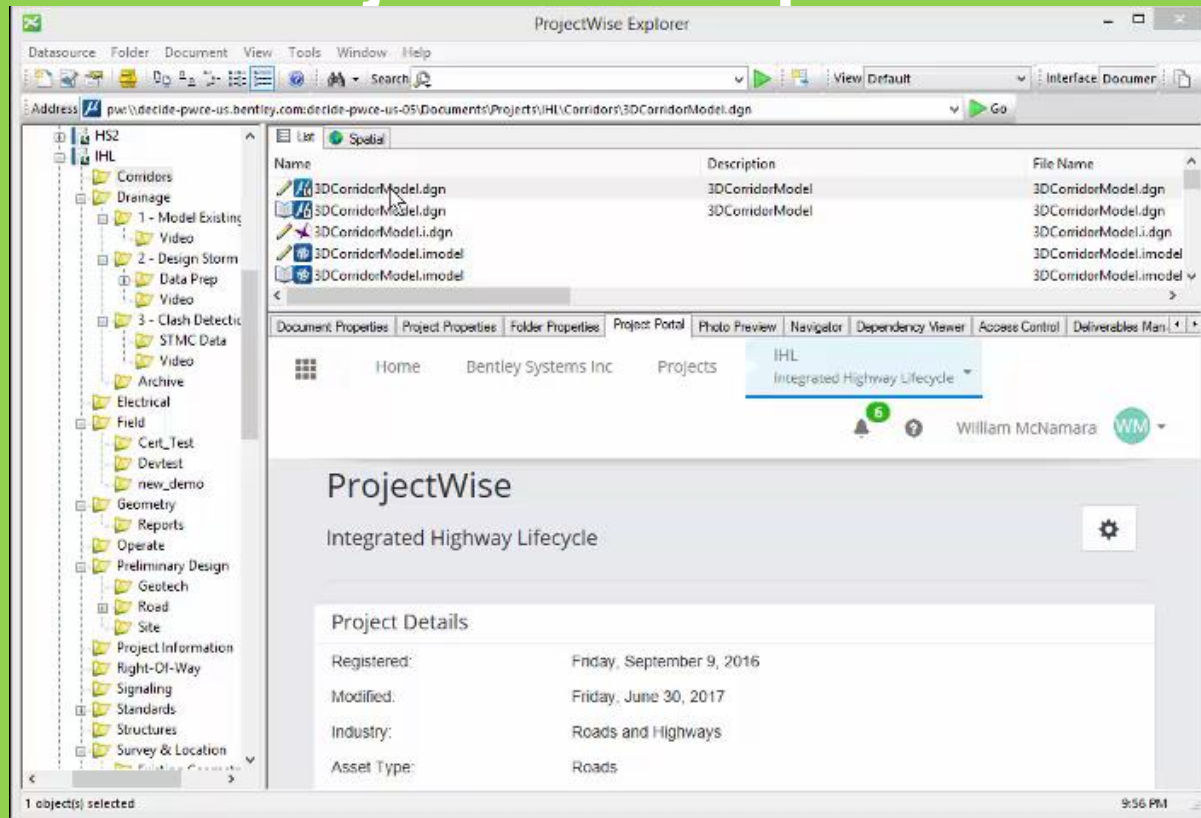 ProjectWise Explorer
Datasource Folder Document View Tools Window Help
Search
View Default
Interface Documer
Address pw:\\decide-pwce-us.bentley.com:decide-pwce-us-05\Documents\Projects\IHL\Corridors\3DCorridorModel.dgn
Go
HS2
IHL
Corridors
Drainage
1 - Model Existing
Video
2 - Design Storm
Data Prep
Video
3 - Clash Detectic
STMC Data
Video
Archive
Electrical
Field
Cert_Test
Devtest
new_demo
Geometry
Reports
Operate
Preliminary Design
Geotech
Road
Site
Project Information
Right-Of-Way
Signaling
Standards
Structures
Survey & Location
List Spatial
Name Description File Name
3DCorridorModel.dgn 3DCorridorModel 3DCorridorModel.dgn
3DCorridorModel.dgn 3DCorridorModel 3DCorridorModel.dgn
3DCorridorModel.i.dgn 3DCorridorModel.i.dgn
3DCorridorModel.imodel 3DCorridorModel.imodel
3DCorridorModel.imodel 3DCorridorModel.imodel
Document Properties Project Properties Folder Properties Project Portal Photo Preview Navigator Dependency Viewer Access Control Deliverables Man
Home Bentley Systems Inc Projects
IHL
Integrated Highway Lifecycle
6
William McNamara WM
ProjectWise
Integrated Highway Lifecycle
Project Details
Registered: Friday, September 9, 2016
Modified: Friday, June 30, 2017
Industry: Roads and Highways
Asset Type: Roads
1 object(s) selected
9:56 PM